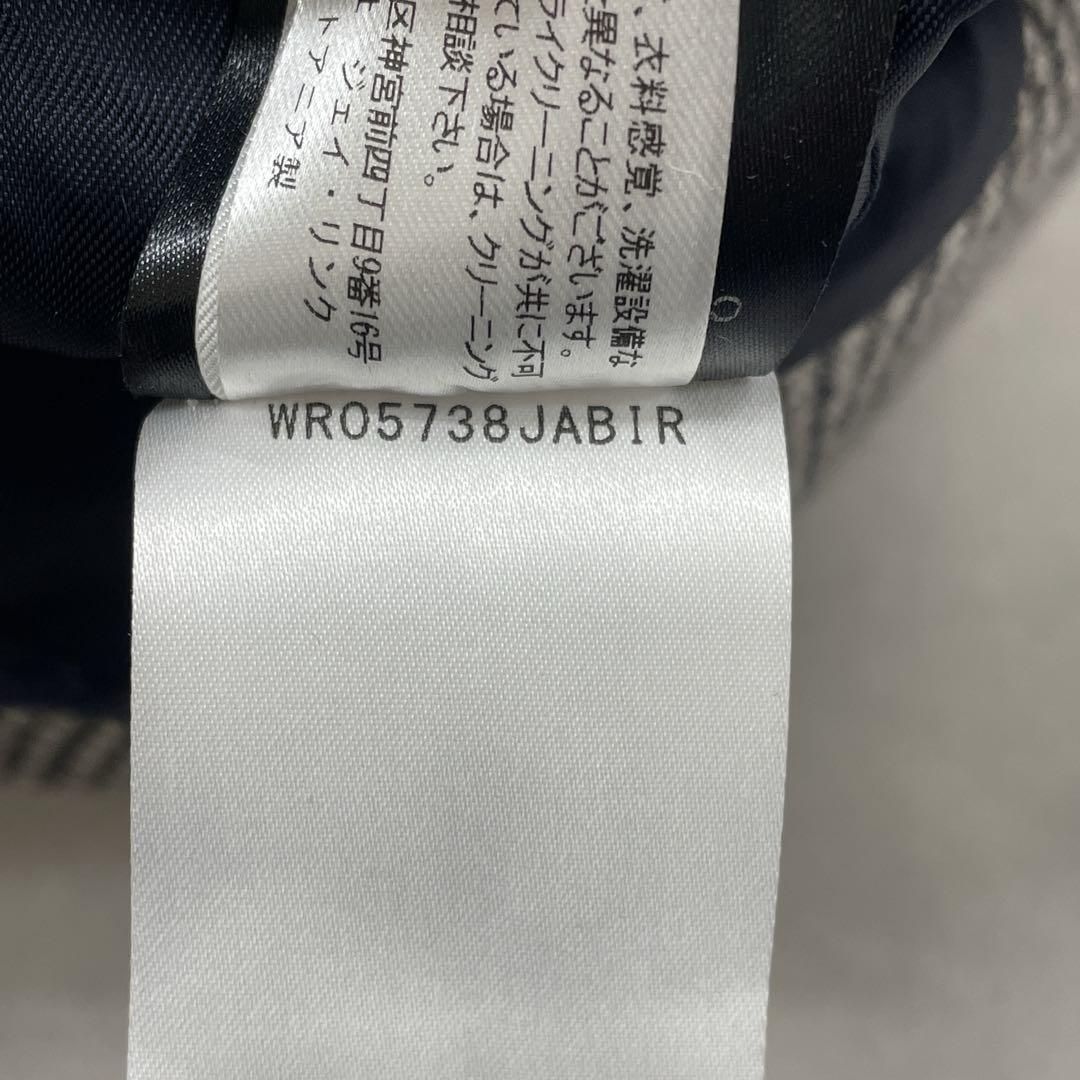 、衣料感覚、洗濯設備な
異なることがございます。
ライクリーニングが共に不可
ている場合は、クリーニング
相談下さい。
区神宮前四丁目9番16号
ジェイ・リンク
トアニア製
WR05738JABIR